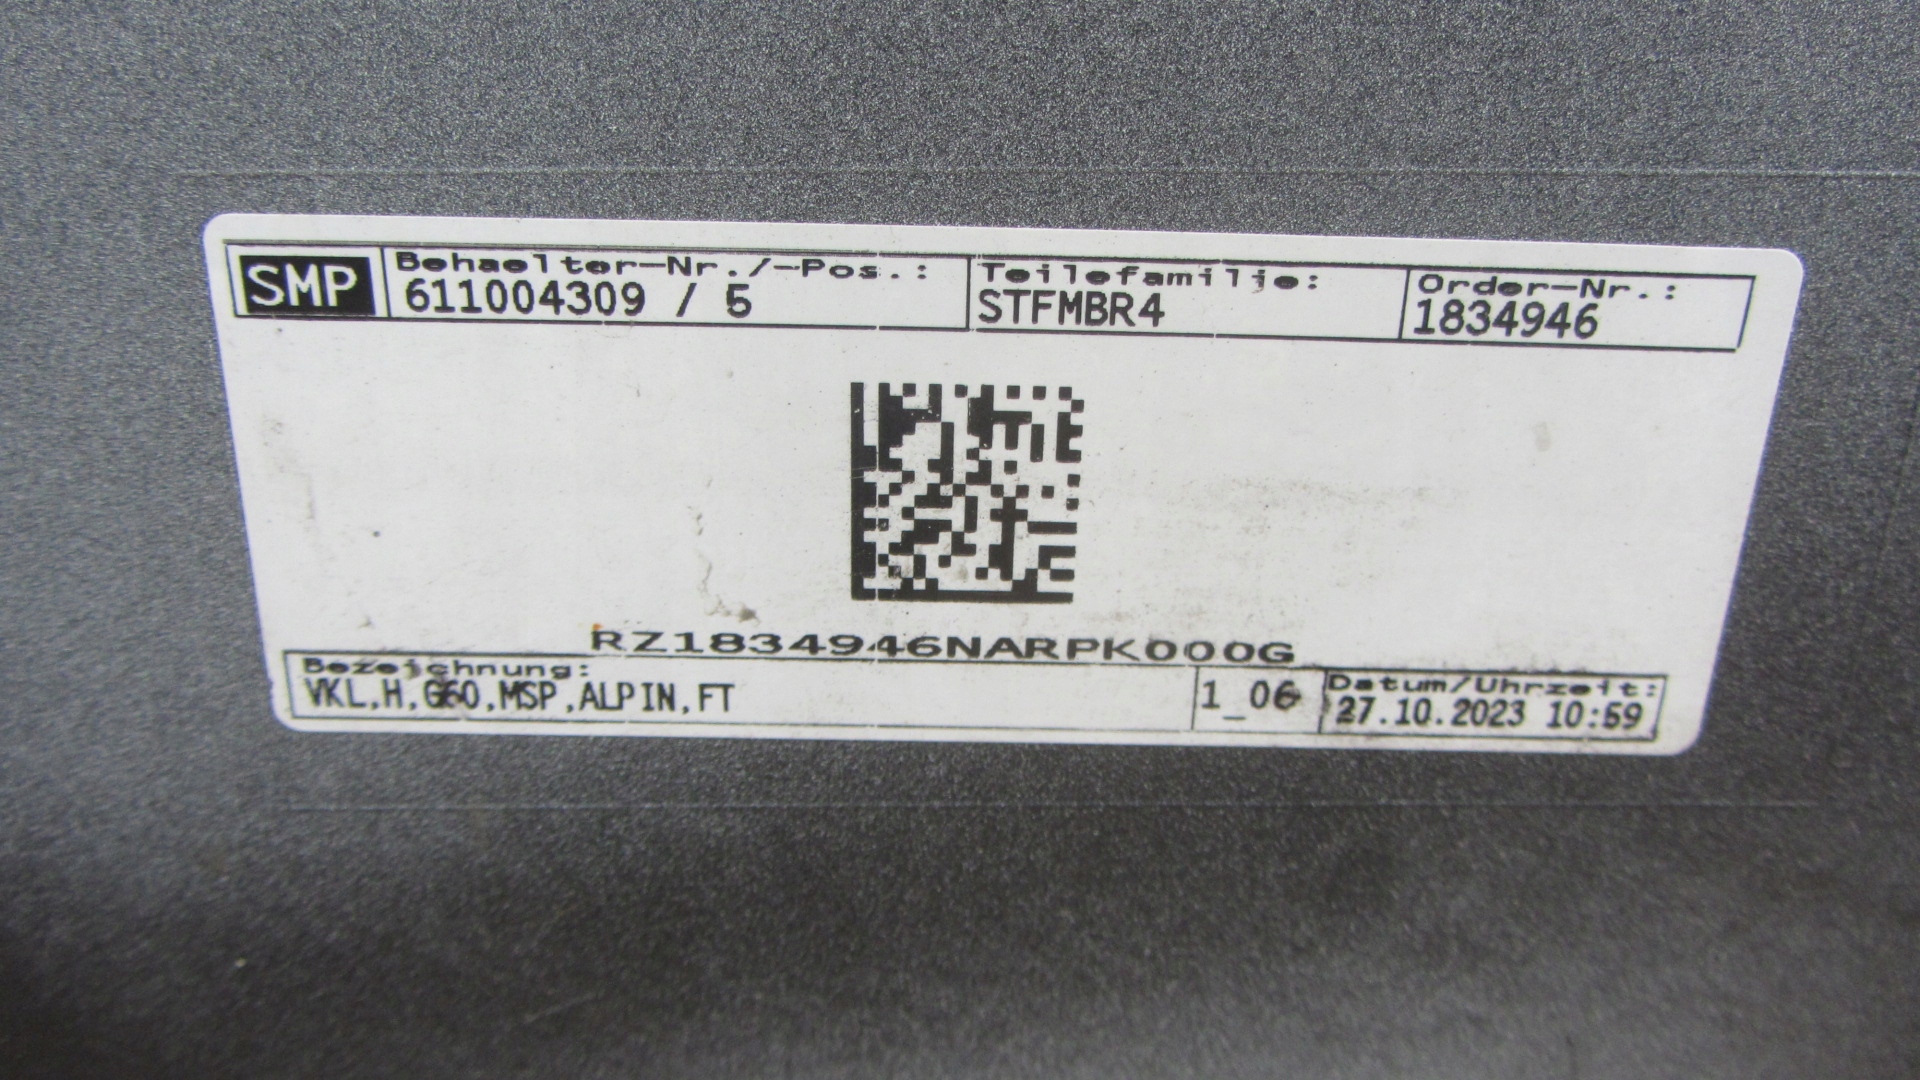 SMP
Behaelter-Nr./-Pos.:
611004309 / 5
Teilefamilie:
STFMBR4
Order-Nr.:
1834946
RZ1834946NARPK000G
Bezeichnung:
VKL,H,G60,MSP,ALPIN,FT
1_06
Datum/Uhrzeit:
27.10.2023 10:59